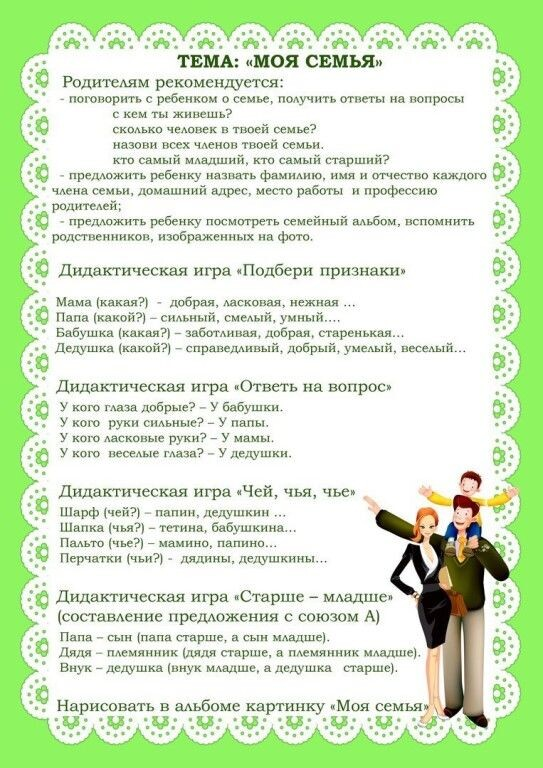 ТЕМА: «МОЯ СЕМЬЯ»
Родителям рекомендуется:
- поговорить с ребенком о семье, получить ответы на вопросы
с кем ты живешь?
сколько человек в твоей семье?
назови всех членов твоей семьи.
кто самый младший, кто самый старший?
- предложить ребенку назвать фамилию, имя и отчество каждого
члена семьи, домашний адрес, место работы и профессию
родителей;
- предложить ребенку посмотреть семейный альбом, вспомнить
родственников, изображенных на фото.
Дидактическая игра «Подбери признаки»
Мама (какая?) - добрая, ласковая, нежная ...
Папа (какой?) – сильный, смелый, умный....
Бабушка (какая?) – заботливая, добрая, старенькая...
Дедушка (какой?) – справедливый, добрый, умелый, веселый...
Дидактическая игра «Ответь на вопрос»
У кого глаза добрые? – У бабушки.
У кого руки сильные? – У папы.
У кого ласковые руки? – У мамы.
У кого веселые глаза? – У дедушки.
Дидактическая игра «Чей, чья, чье»
Шарф (чей?) – папин, дедушкин ...
Шапка (чья?) – тетина, бабушкина...
Пальто (чье?) – мамино, папино...
Перчатки (чьи?) - дядины, дедушкины...
Дидактическая игра «Старше – младше»
(составление предложения с союзом А)
Папа – сын (папа старше, а сын младше).
Дядя – племянник (дядя старше, а племянник младше).
Внук – дедушка (внук младше, а дедушка старше).
Нарисовать в альбоме картинку «Моя семья»